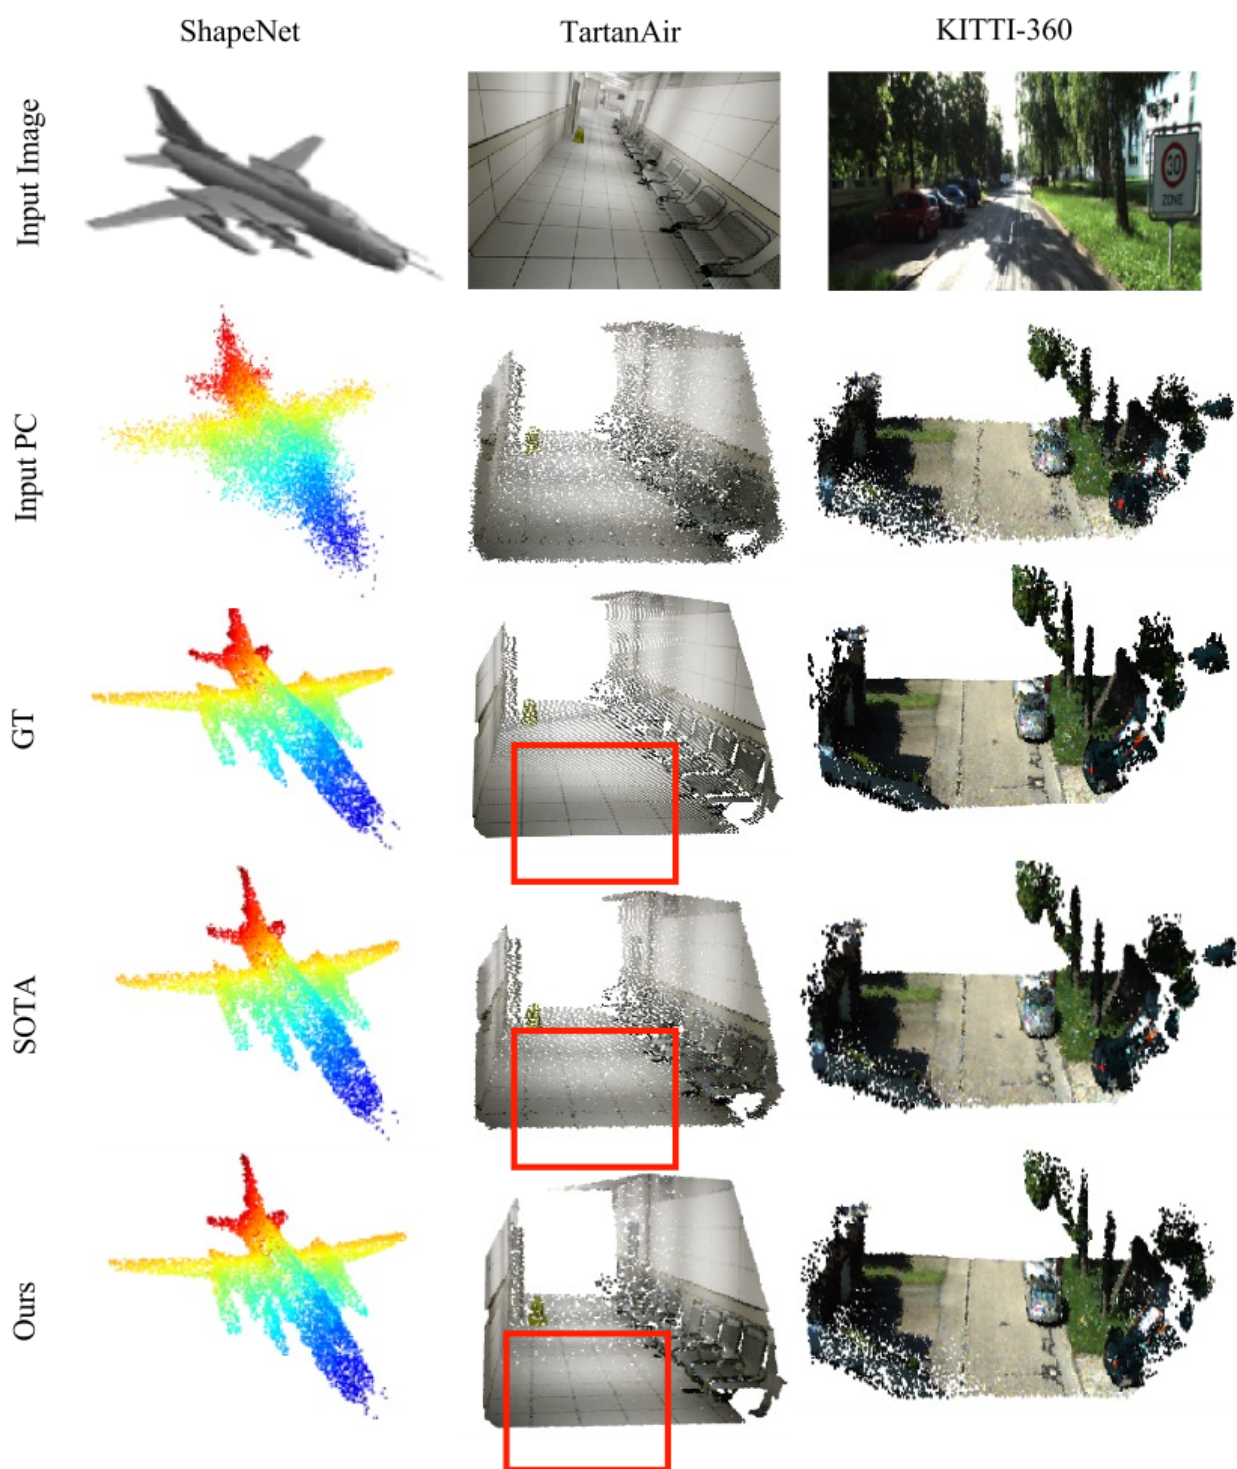 ShapeNet TartanAir KITTI-360
Input Image
30
ZONE
Input PC
GT
SOTA
Ours